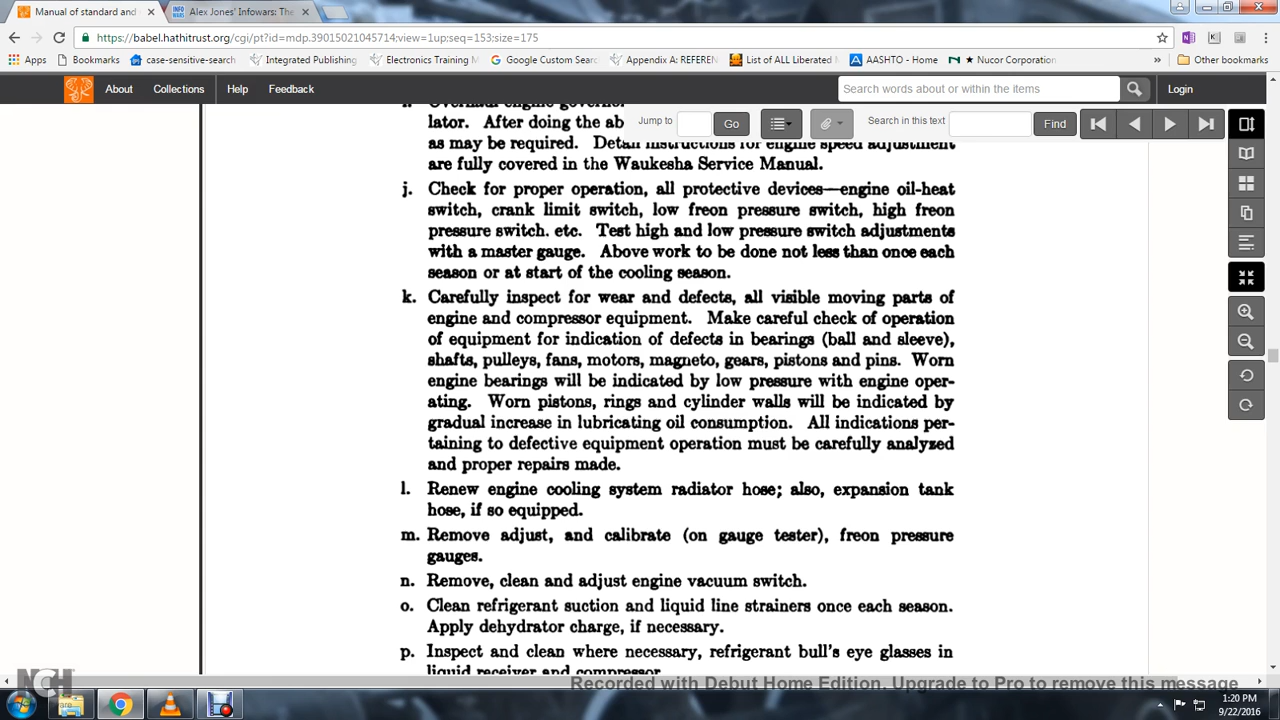 Manual of standard and
Alex Jones' Infowars: The
https://babel.hathitrust.org/cgi/pt?id=mdp.39015021045714;view=1up;seq=153;size=175
Apps Bookmarks case-sensitive-search Integrated Publishing Electronics Training M Google Custom Sear Appendix A: REFEREN List of ALL Liberated M AASHTO - Home ★ Nucor Corporation » Other bookmarks
About Collections Help Feedback Search words about or within the items Login
Jump to Go Search in this text Find
lator. After doing the ab
as may be required. Detail instructions for engine speed adjustment
are fully covered in the Waukesha Service Manual.
j. Check for proper operation, all protective devices—engine oil-heat
switch, crank limit switch, low freon pressure switch, high freon
pressure switch. etc. Test high and low pressure switch adjustments
with a master gauge. Above work to be done not less than once each
season or at start of the cooling season.
k. Carefully inspect for wear and defects, all visible moving parts of
engine and compressor equipment. Make careful check of operation
of equipment for indication of defects in bearings (ball and sleeve),
shafts, pulleys, fans, motors, magneto, gears, pistons and pins. Worn
engine bearings will be indicated by low pressure with engine oper-
ating. Worn pistons, rings and cylinder walls will be indicated by
gradual increase in lubricating oil consumption. All indications per-
taining to defective equipment operation must be carefully analyzed
and proper repairs made.
l. Renew engine cooling system radiator hose; also, expansion tank
hose, if so equipped.
m. Remove adjust, and calibrate (on gauge tester), freon pressure
gauges.
n. Remove, clean and adjust engine vacuum switch.
o. Clean refrigerant suction and liquid line strainers once each season.
Apply dehydrator charge, if necessary.
p. Inspect and clean where necessary, refrigerant bull's eye glasses in
liquid receiver and compressor
NCH
Recorded with Debut Home Edition. Upgrade to Pro to remove this message
1:20 PM
9/22/2016